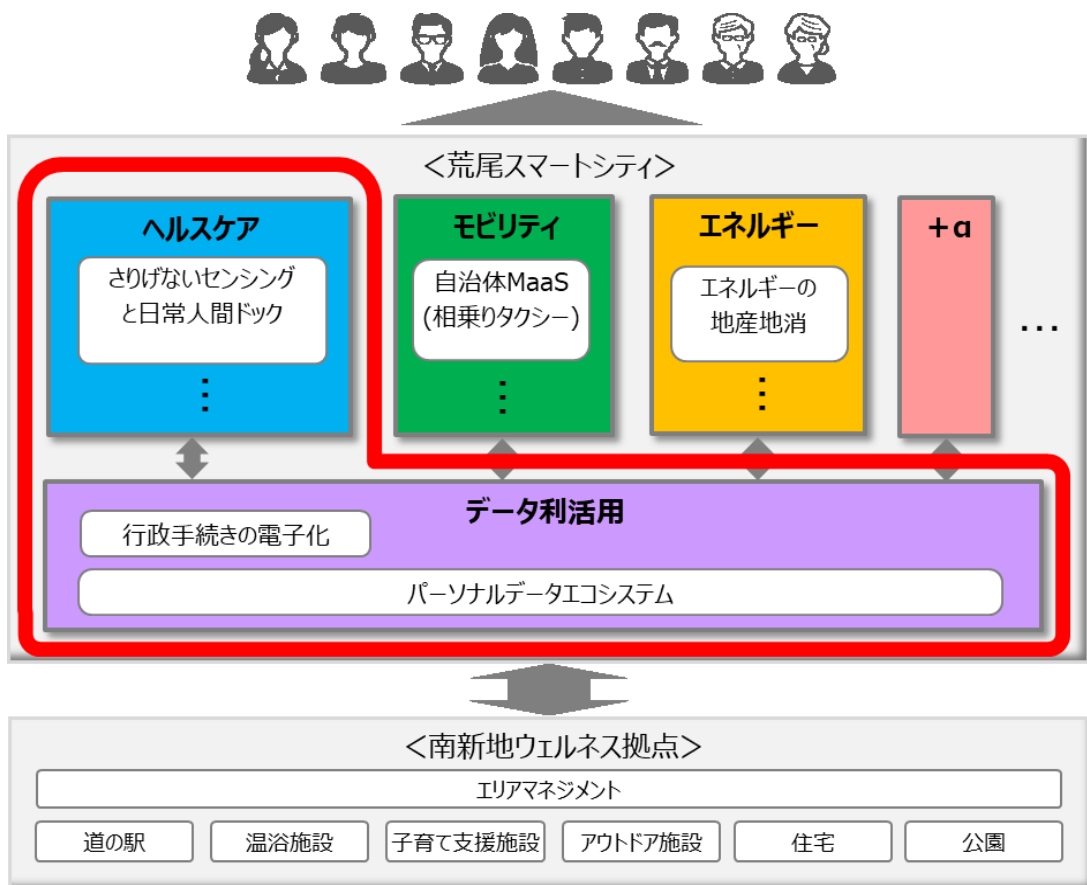 ＜荒尾スマートシティ＞
ヘルスケア
さりげないセンシング
と日常人間ドック
⋮
モビリティ
自治体MaaS
(相乗りタクシー)
⋮
エネルギー
エネルギーの
地産地消
⋮
＋α
…
データ利活用
行政手続きの電子化
パーソナルデータエコシステム
＜南新地ウェルネス拠点＞
エリアマネジメント
道の駅
温浴施設
子育て支援施設
アウトドア施設
住宅
公園